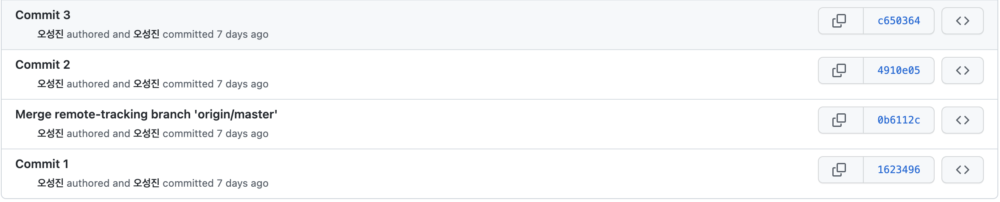 Commit 3
오성진 authored and 오성진 committed 7 days ago
c650364
Commit 2
오성진 authored and 오성진 committed 7 days ago
4910e05
Merge remote-tracking branch 'origin/master'
오성진 authored and 오성진 committed 7 days ago
0b6112c
Commit 1
오성진 authored and 오성진 committed 7 days ago
1623496